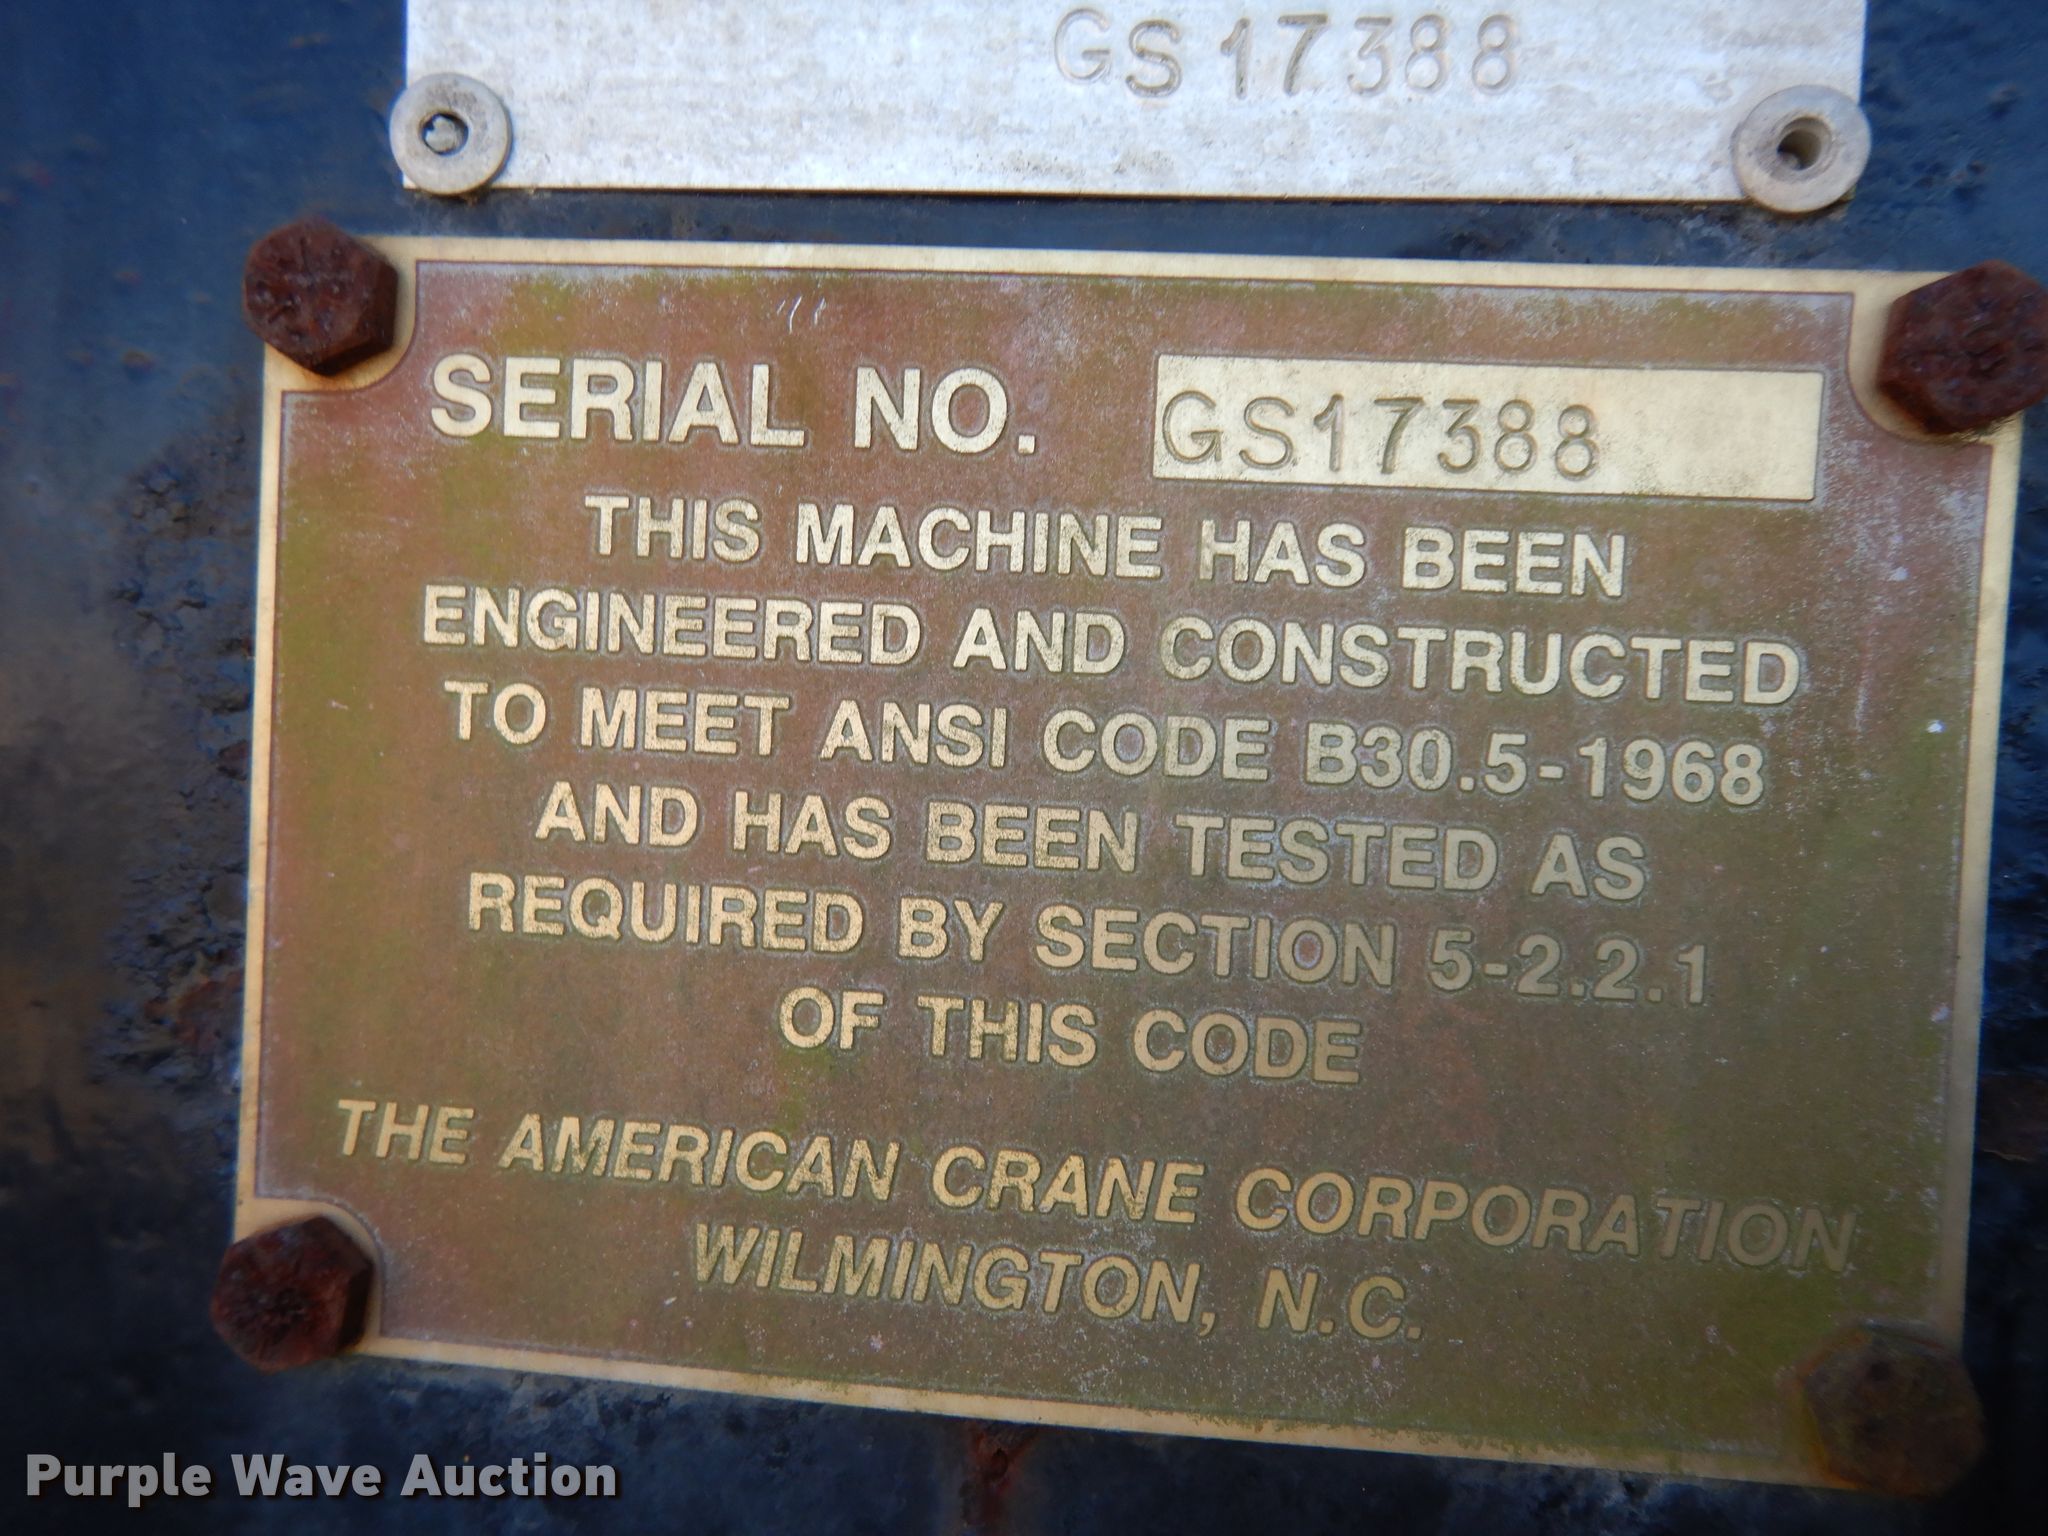 GS17388
SERIAL NO. GS17388
THIS MACHINE HAS BEEN
ENGINEERED AND CONSTRUCTED
TO MEET ANSI CODE B30.5-1968
AND HAS BEEN TESTED AS
REQUIRED BY SECTION 5-2.2.1
OF THIS CODE
THE AMERICAN CRANE CORPORATION
WILMINGTON, N.C.
Purple Wave Auction